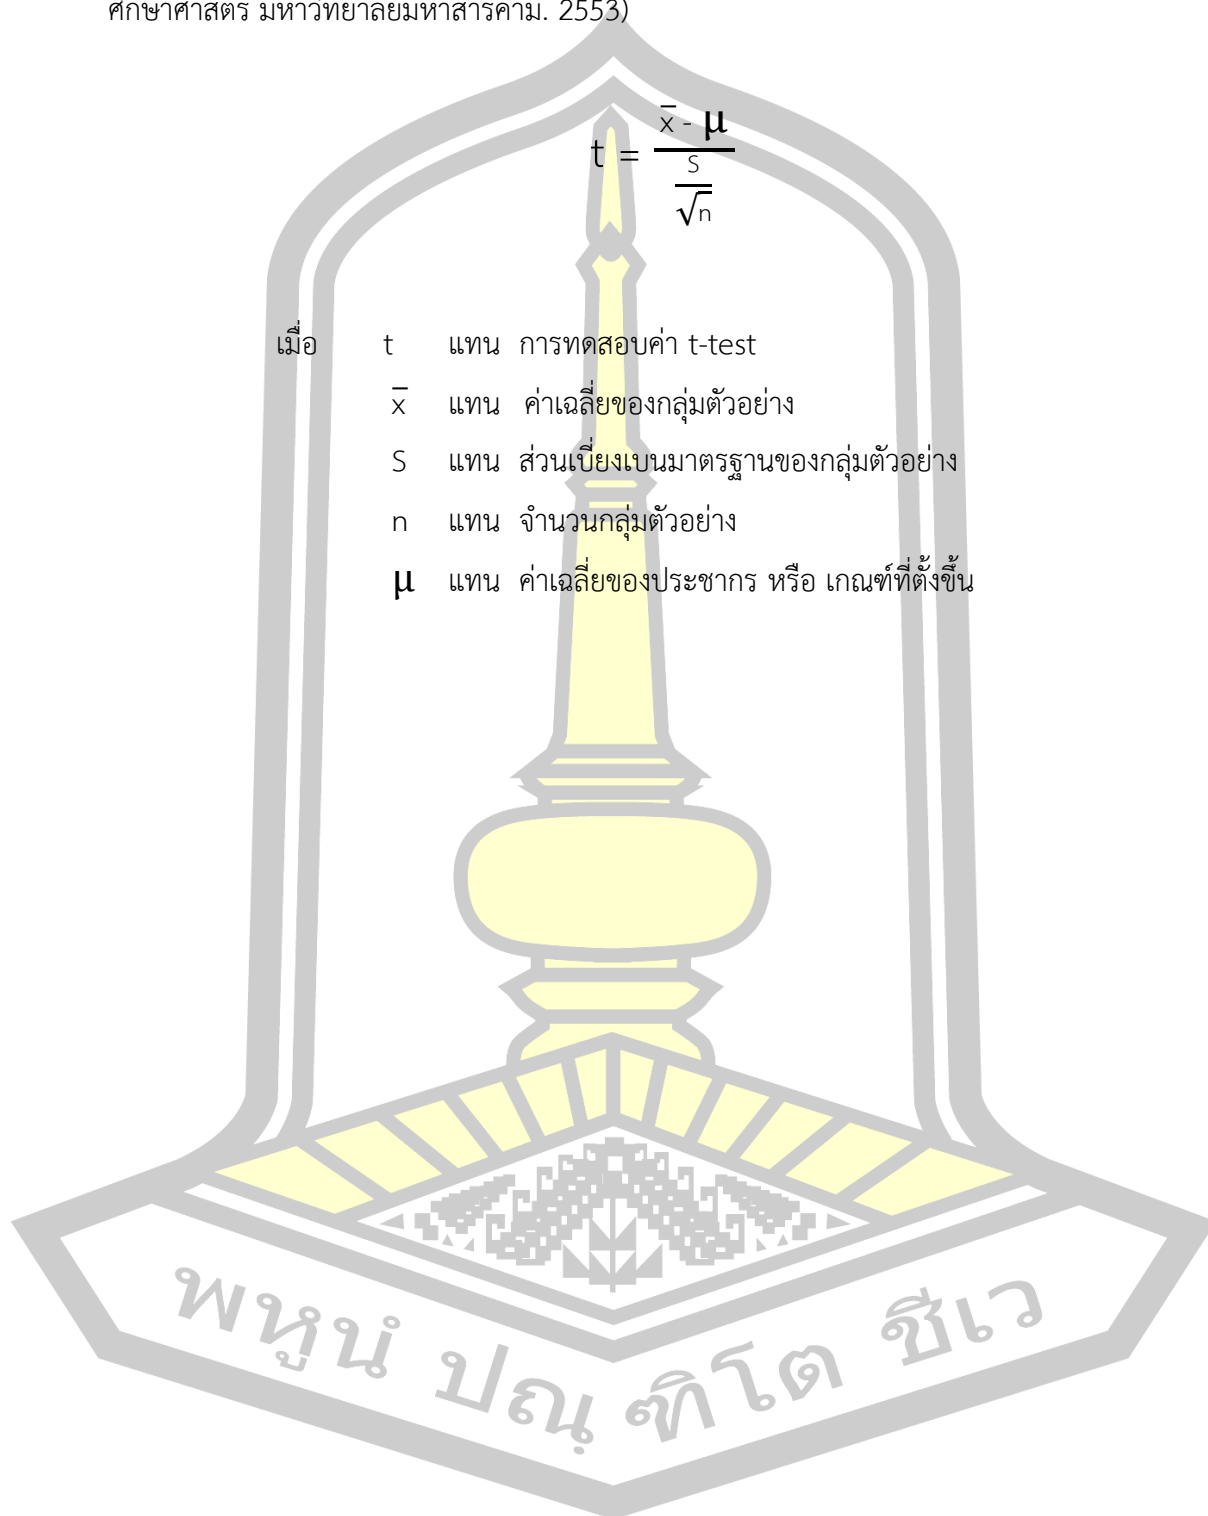 ศึกษาศาสตร์ มหาวิทยาลัยมหาสารคาม. 2553)
t = x̄ - μ / (S / √n)
เมื่อ t แทน การทดสอบค่า t-test
x̄ แทน ค่าเฉลี่ยของกลุ่มตัวอย่าง
S แทน ส่วนเบี่ยงเบนมาตรฐานของกลุ่มตัวอย่าง
n แทน จำนวนกลุ่มตัวอย่าง
μ แทน ค่าเฉลี่ยของประชากร หรือ เกณฑ์ที่ตั้งขึ้น
พหูนํ ปณฺ ฑิโต ชีเว